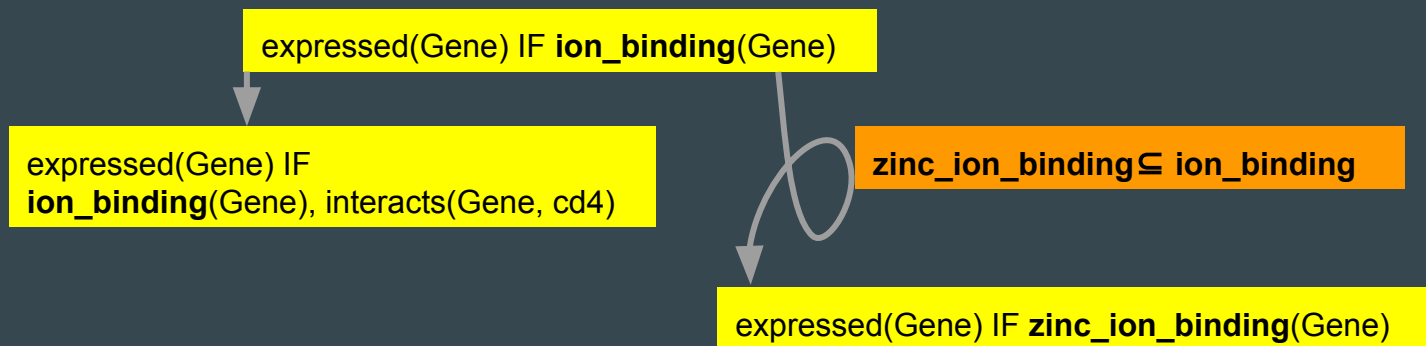 expressed(Gene) IF ion_binding(Gene)
expressed(Gene) IF
ion_binding(Gene), interacts(Gene, cd4)
zinc_ion_binding⊆ ion_binding
expressed(Gene) IF zinc_ion_binding(Gene)